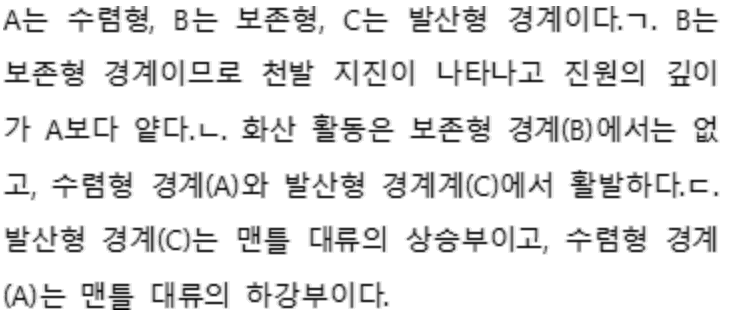 A는 수렴형, B는 보존형, C는 발산형 경계이다.ㄱ. B는
보존형 경계이므로 천발 지진이 나타나고 진원의 깊이
가 A보다 얕다.ㄴ. 화산 활동은 보존형 경계(B)에서는 없
고, 수렴형 경계(A)와 발산형 경계계(C)에서 활발하다.ㄷ.
발산형 경계(C)는 맨틀 대류의 상승부이고, 수렴형 경계
(A)는 맨틀 대류의 하강부이다.